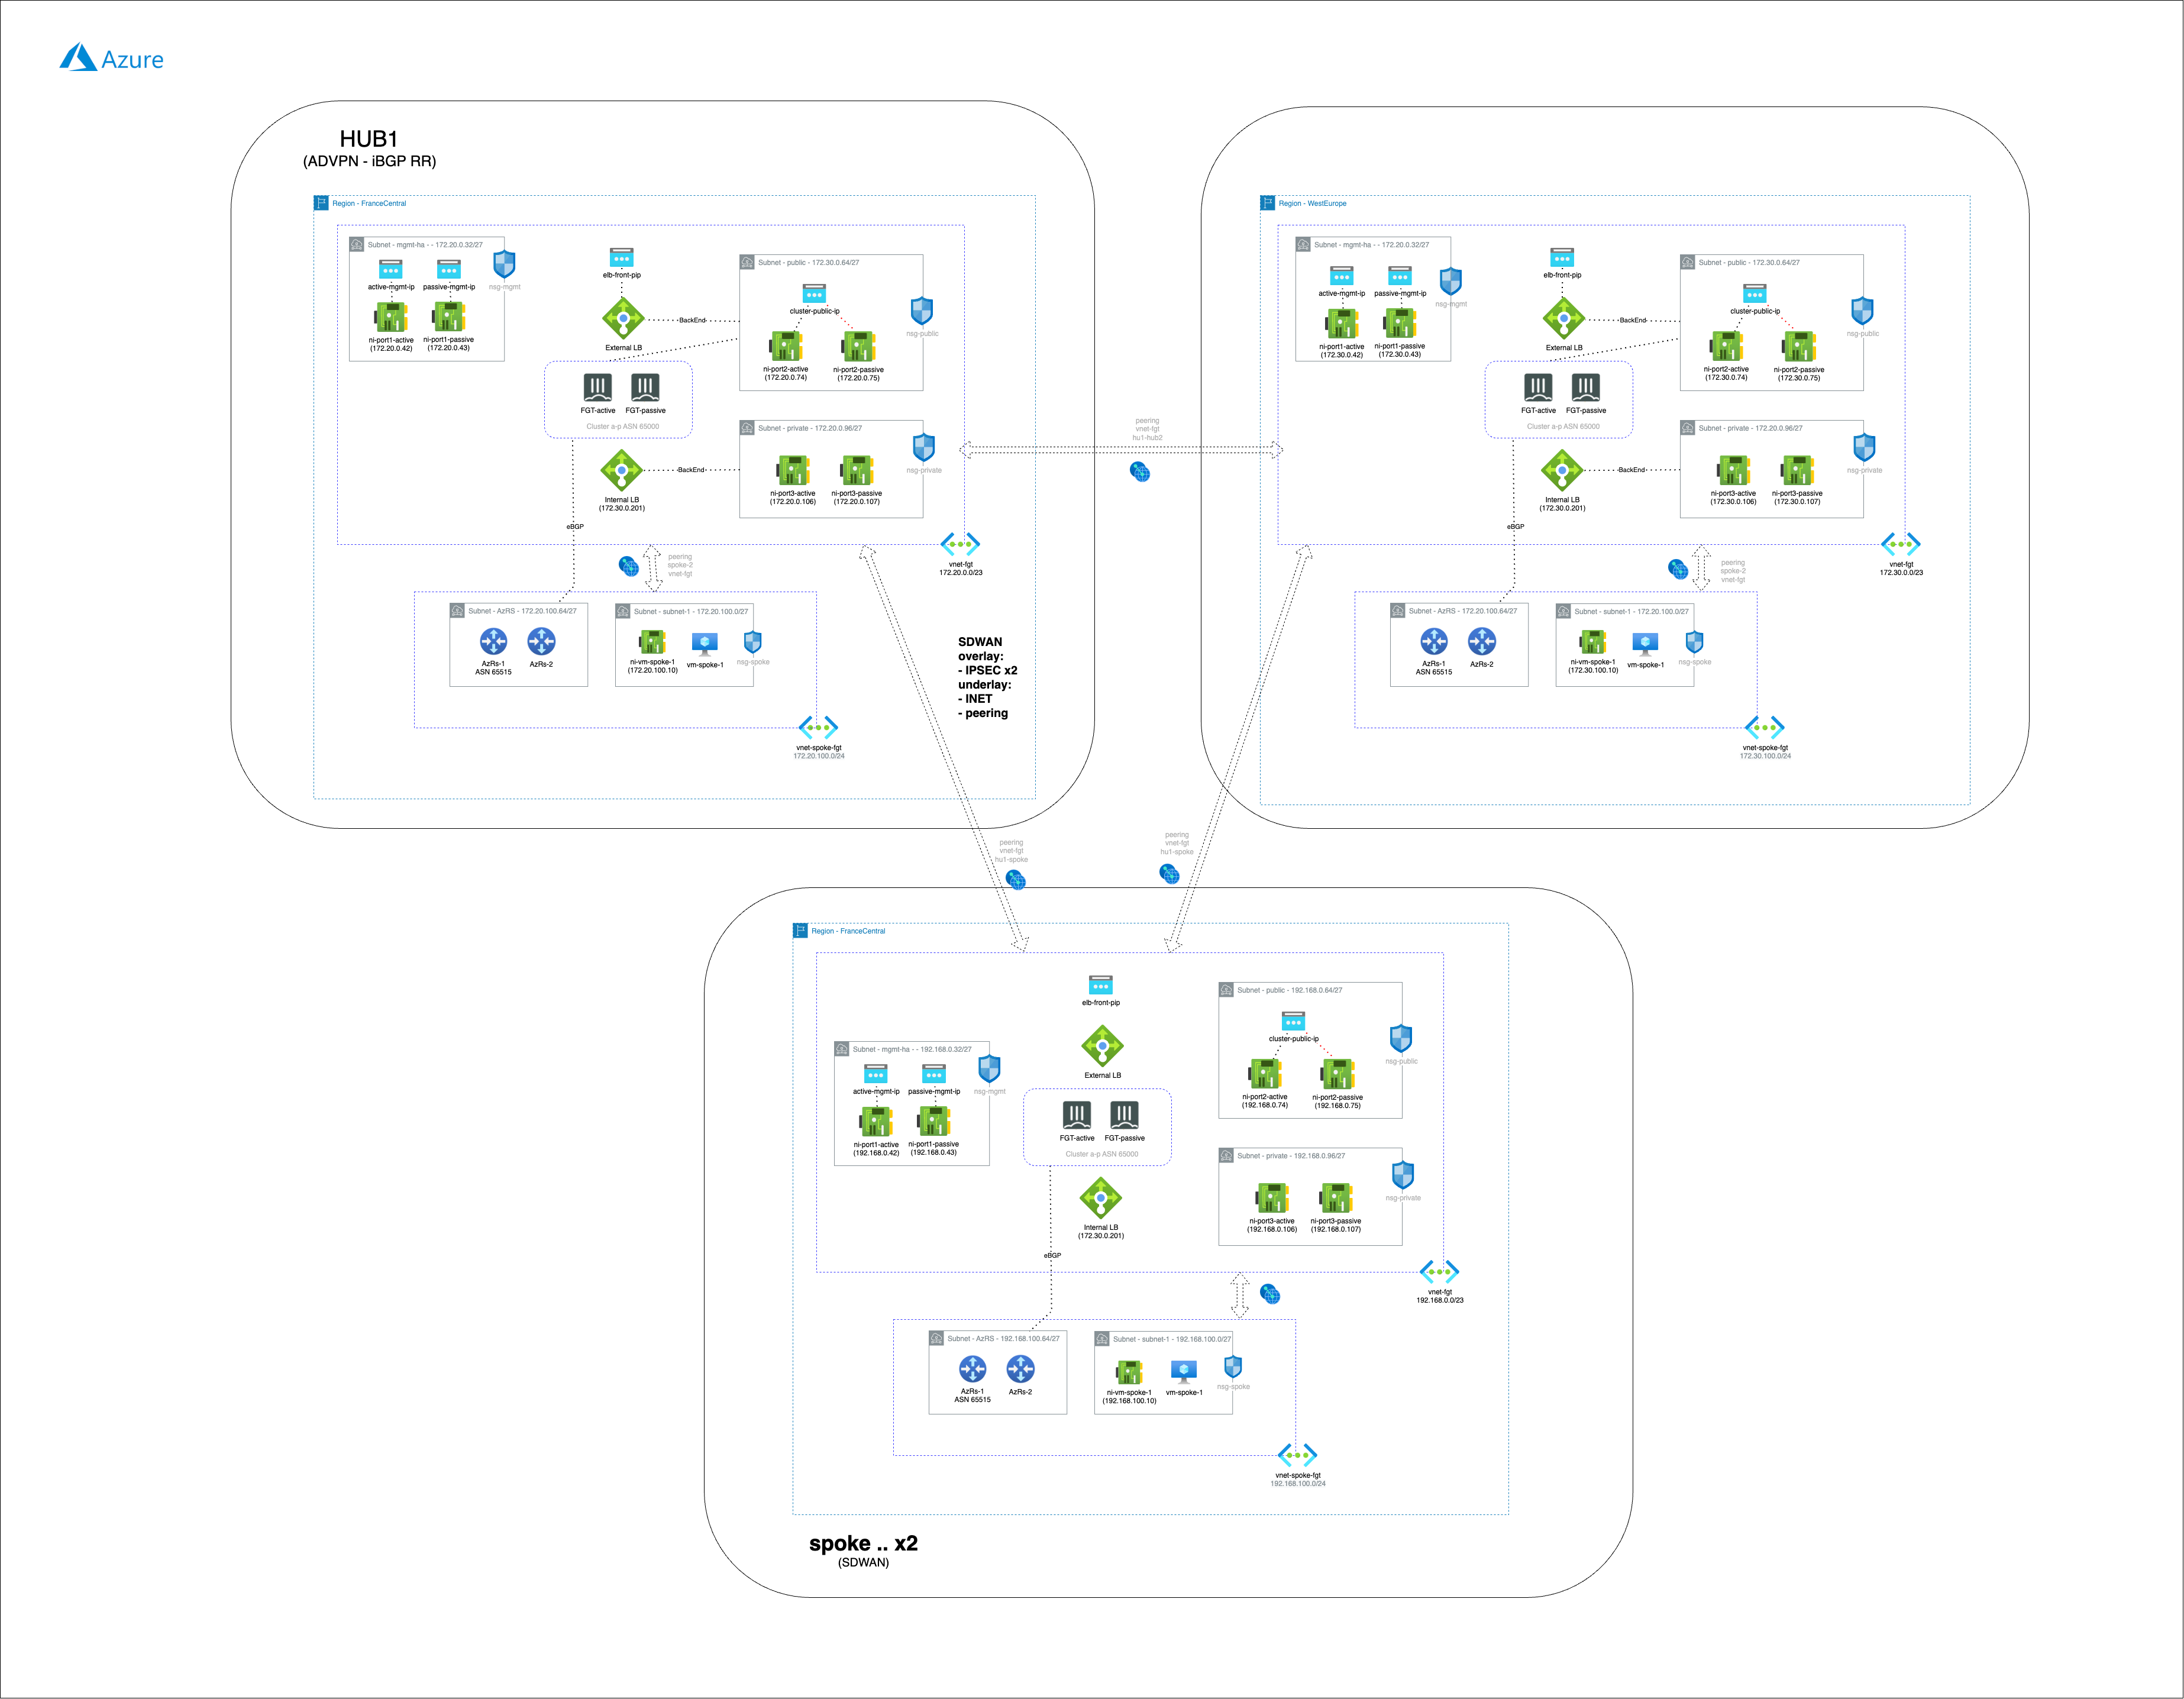 Azure
HUB1
(ADVPN - iBGP RR)
Region - FranceCentral
Subnet - mgmt-ha - - 172.20.0.32/27
active-mgmt-ip
passive-mgmt-ip
nsg-mgmt
ni-port1-active
(172.20.0.42)
ni-port1-passive
(172.20.0.43)
elb-front-pip
External LB
BackEnd
Subnet - public - 172.30.0.64/27
cluster-public-ip
nsg-public
ni-port2-active
(172.20.0.74)
ni-port2-passive
(172.20.0.75)
FGT-active
FGT-passive
Cluster a-p ASN 65000
Subnet - private - 172.20.0.96/27
nsg-private
BackEnd
Internal LB
(172.30.0.201)
ni-port3-active
(172.20.0.106)
ni-port3-passive
(172.20.0.107)
eBGP
peering
spoke-2
vnet-fgt
vnet-fgt
172.20.0.0/23
Subnet - AzRS - 172.20.100.64/27
AzRs-1
ASN 65515
AzRs-2
Subnet - subnet-1 - 172.20.100.0/27
ni-vm-spoke-1
(172.20.100.10)
vm-spoke-1
nsg-spoke
vnet-spoke-fgt
172.20.100.0/24
SDWAN
overlay:
- IPSEC x2
underlay:
- INET
- peering
peering
vnet-fgt
hu1-hub2
Region - WestEurope
Subnet - mgmt-ha - - 172.20.0.32/27
active-mgmt-ip
passive-mgmt-ip
nsg-mgmt
ni-port1-active
(172.30.0.42)
ni-port1-passive
(172.30.0.43)
elb-front-pip
External LB
BackEnd
Subnet - public - 172.30.0.64/27
cluster-public-ip
nsg-public
ni-port2-active
(172.30.0.74)
ni-port2-passive
(172.30.0.75)
FGT-active
FGT-passive
Cluster a-p ASN 65000
Subnet - private - 172.20.0.96/27
nsg-private
BackEnd
Internal LB
(172.30.0.201)
ni-port3-active
(172.30.0.106)
ni-port3-passive
(172.30.0.107)
eBGP
peering
spoke-2
vnet-fgt
vnet-fgt
172.30.0.0/23
Subnet - AzRS - 172.20.100.64/27
AzRs-1
ASN 65515
AzRs-2
Subnet - subnet-1 - 172.20.100.0/27
ni-vm-spoke-1
(172.30.100.10)
vm-spoke-1
nsg-spoke
vnet-spoke-fgt
172.30.100.0/24
peering
vnet-fgt
hu1-spoke
peering
vnet-fgt
hu1-spoke
Region - FranceCentral
elb-front-pip
External LB
Subnet - mgmt-ha - - 192.168.0.32/27
active-mgmt-ip
passive-mgmt-ip
nsg-mgmt
ni-port1-active
(192.168.0.42)
ni-port1-passive
(192.168.0.43)
Subnet - public - 192.168.0.64/27
cluster-public-ip
nsg-public
ni-port2-active
(192.168.0.74)
ni-port2-passive
(192.168.0.75)
FGT-active
FGT-passive
Cluster a-p ASN 65000
Subnet - private - 192.168.0.96/27
nsg-private
Internal LB
(172.30.0.201)
ni-port3-active
(192.168.0.106)
ni-port3-passive
(192.168.0.107)
eBGP
vnet-fgt
192.168.0.0/23
Subnet - AzRS - 192.168.100.64/27
AzRs-1
ASN 65515
AzRs-2
Subnet - subnet-1 - 192.168.100.0/27
ni-vm-spoke-1
(192.168.100.10)
vm-spoke-1
nsg-spoke
vnet-spoke-fgt
192.168.100.0/24
spoke .. x2
(SDWAN)